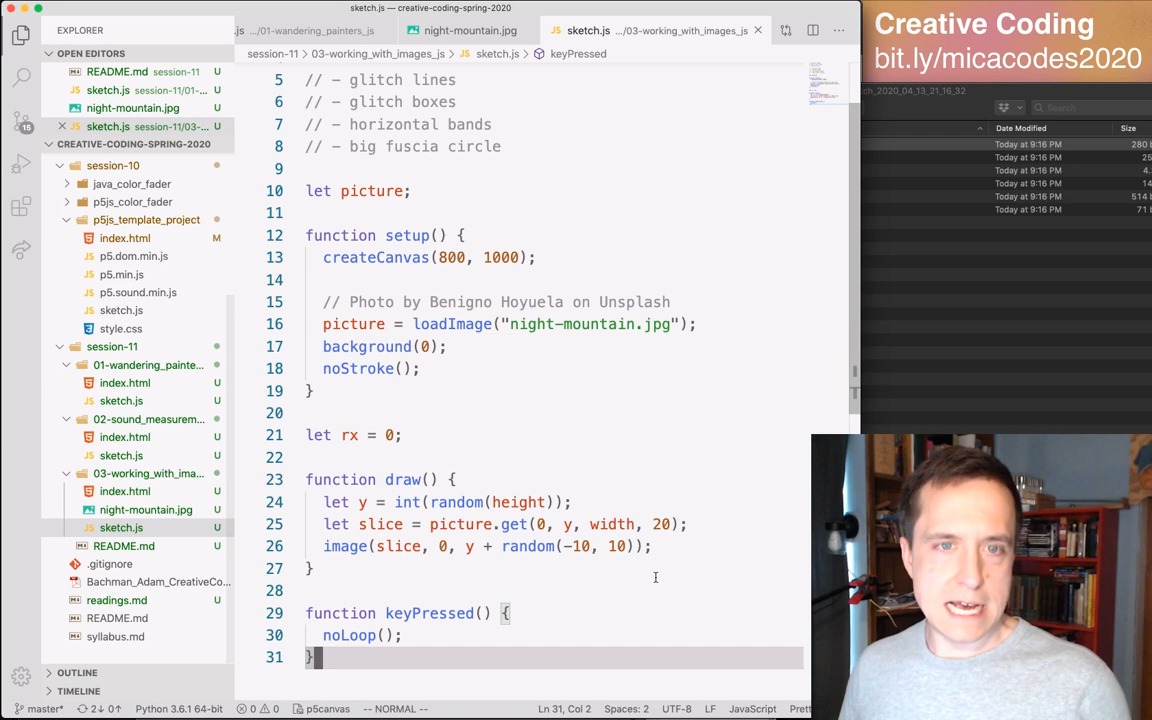 sketch.js — creative-coding-spring-2020
EXPLORER
OPEN EDITORS
README.md session-11
sketch.js session-11/01-...
night-mountain.jpg U
sketch.js session-11/03-... U
15
CREATIVE-CODING-SPRING-2020
session-10
java_color_fader
p5js_color_fader
p5js_template_project
index.html M
p5.dom.min.js
p5.min.js
p5.sound.min.js
sketch.js
style.css
session-11
01-wandering_painte...
index.html U
sketch.js U
02-sound_measurem...
index.html U
sketch.js U
03-working_with_ima...
index.html U
night-mountain.jpg U
sketch.js U
README.md U
.gitignore
Bachman_Adam_CreativeCo...
readings.md U
README.md
syllabus.md
OUTLINE
TIMELINE
.js .../01-wandering_painters_js
night-mountain.jpg
sketch.js .../03-working_with_images_js
session-11 > 03-working_with_images_js > JS sketch.js > keyPressed
5 // - glitch lines
6 // - glitch boxes
7 // - horizontal bands
8 // - big fuscia circle
9
10 let picture;
11
12 function setup() {
13 createCanvas(800, 1000);
14
15 // Photo by Benigno Hoyuela on Unsplash
16 picture = loadImage("night-mountain.jpg");
17 background(0);
18 noStroke();
19 }
20
21 let rx = 0;
22
23 function draw() {
24 let y = int(random(height));
25 let slice = picture.get(0, y, width, 20);
26 image(slice, 0, y + random(-10, 10));
27 }
28
29 function keyPressed() {
30 noLoop();
31 }
master* 2↓ 0↑ Python 3.6.1 64-bit 0 0 p5canvas -- NORMAL -- Ln 31, Col 2 Spaces: 2 UTF-8 LF JavaScript Prett
Creative Coding
bit.ly/micacodes2020
ch_2020_04_13_21_16_32
Search
Date Modified Size
Today at 9:16 PM 280 b
Today at 9:16 PM 25
Today at 9:16 PM 4.
Today at 9:16 PM 14
Today at 9:16 PM 514 b
Today at 9:16 PM 71 b